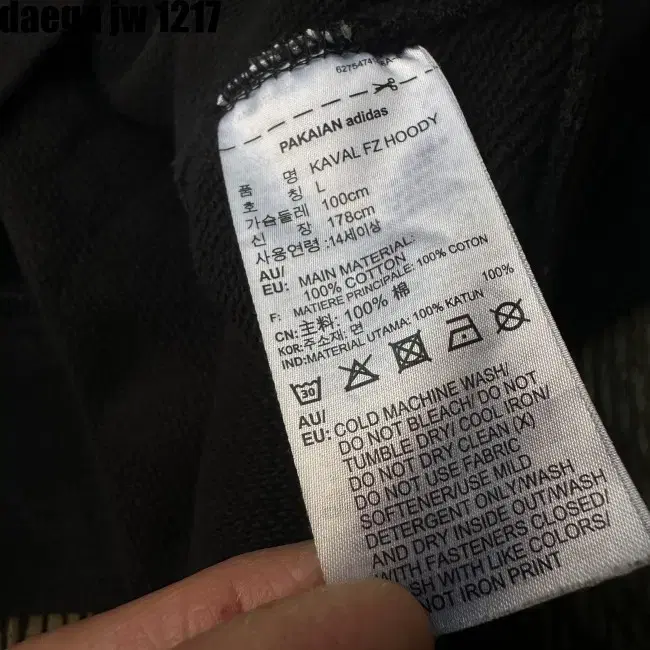 daegu jw 1217
PAKAIAN adidas
품 명 KAVAL FZ HOODY
호 칭 L
가슴둘레 100cm
신 장 178cm
사용연령 :14세이상
AU/
EU: MAIN MATERIAL:
100% COTTON
F: MATIERE PRINCIPALE: 100% COTON
CN:主料: 100% 棉
KOR:주소재: 면 100%
IND:MATERIAL UTAMA: 100% KATUN
30
AU/
EU: COLD MACHINE WASH/
DO NOT BLEACH/ DO NOT
TUMBLE DRY/ COOL IRON/
DO NOT DRY CLEAN (X)
DO NOT USE FABRIC
SOFTENER/USE MILD
DETERGENT ONLY/WASH
AND DRY INSIDE OUT/WASH
WITH FASTENERS CLOSED/
WITH LIKE COLORS/
NOT IRON PRINT